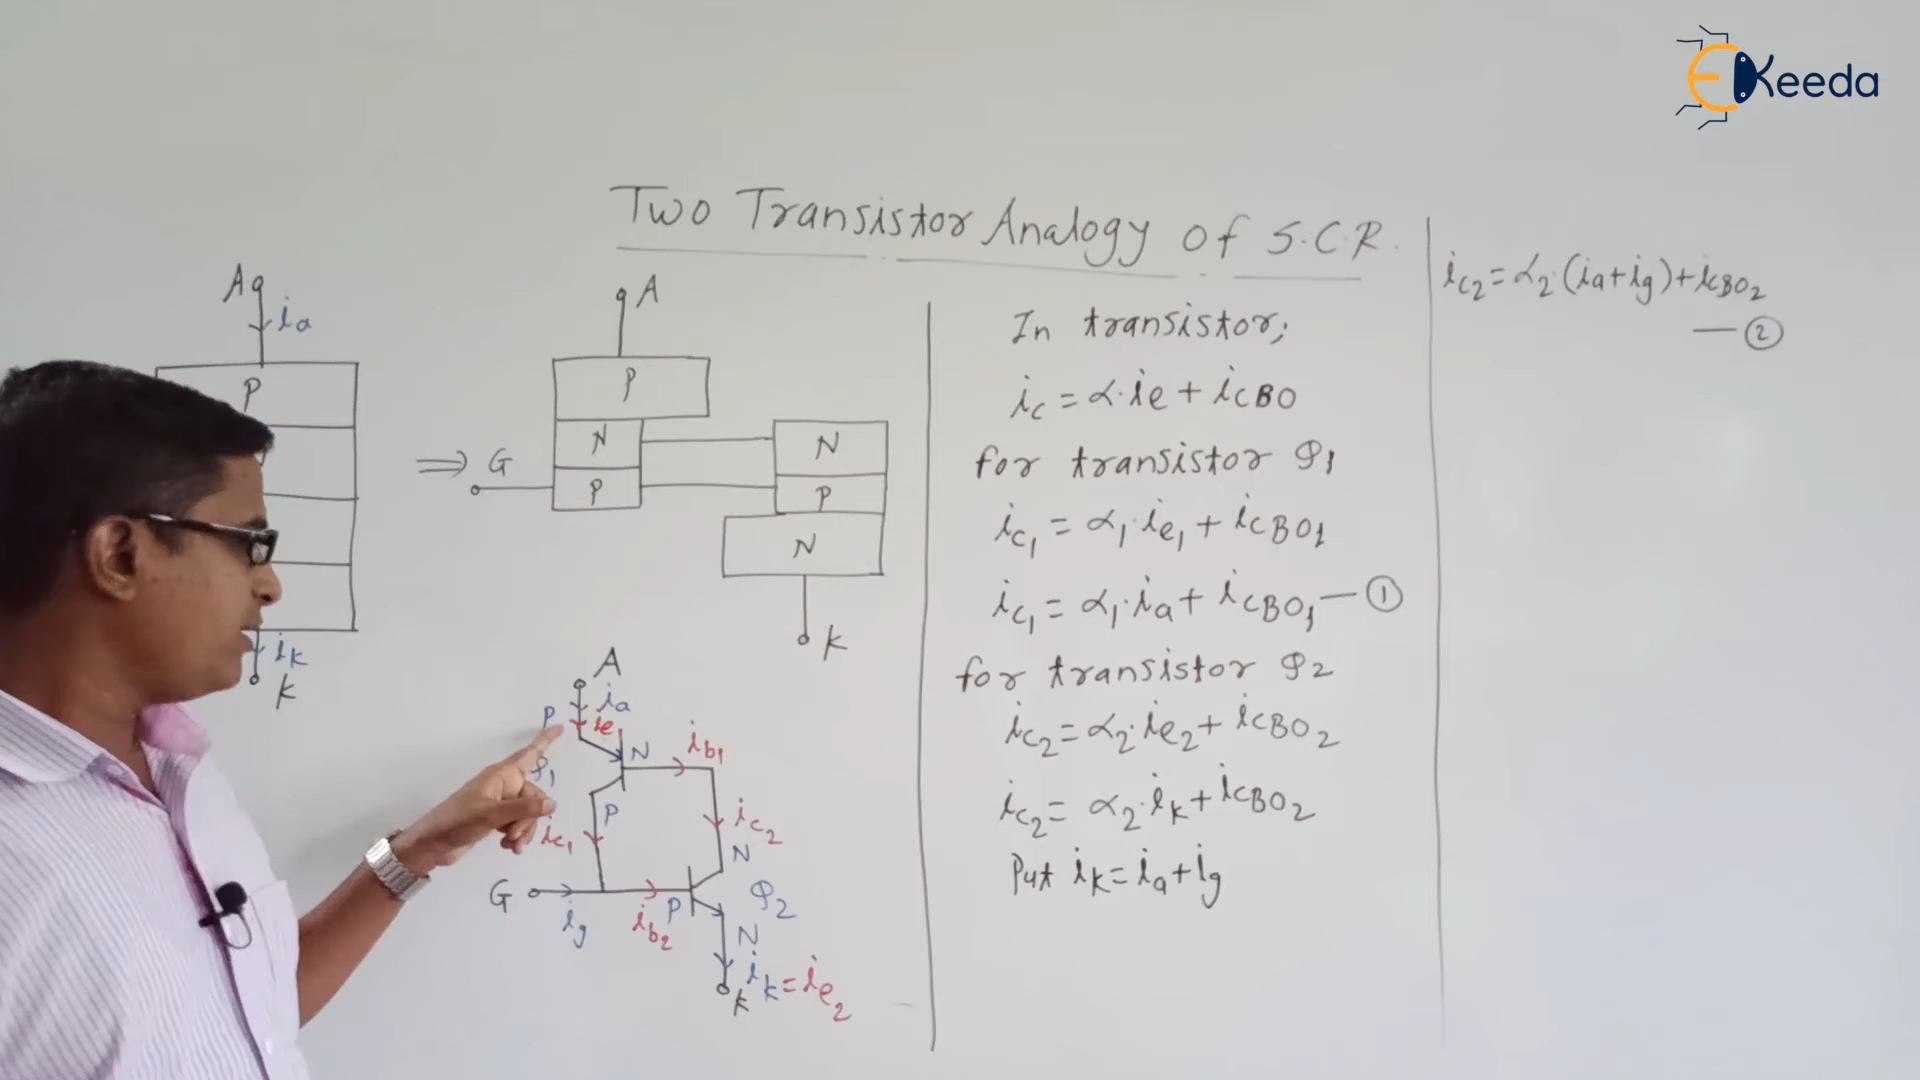 EKeeda
Two Transistor Analogy of S.C.R.
A
ia
P
iK
K
A
P
G
N
P
N
P
N
K
A
ia
P
ie1
N
ib1
Q1
P
ic1
ic2
N
G
ig
ib2
P
Q2
N
iK=ie2
K
In transistor;
ic = α·ie + iCBO
for transistor Q1
ic1 = α1·ie1 + iCBO1
ic1 = α1·ia + iCBO1 — ①
for transistor Q2
ic2 = α2·ie2 + iCBO2
ic2 = α2·iK + iCBO2
Put iK = ia + ig
ic2 = α2·(ia+ig) + iCBO2
— ②